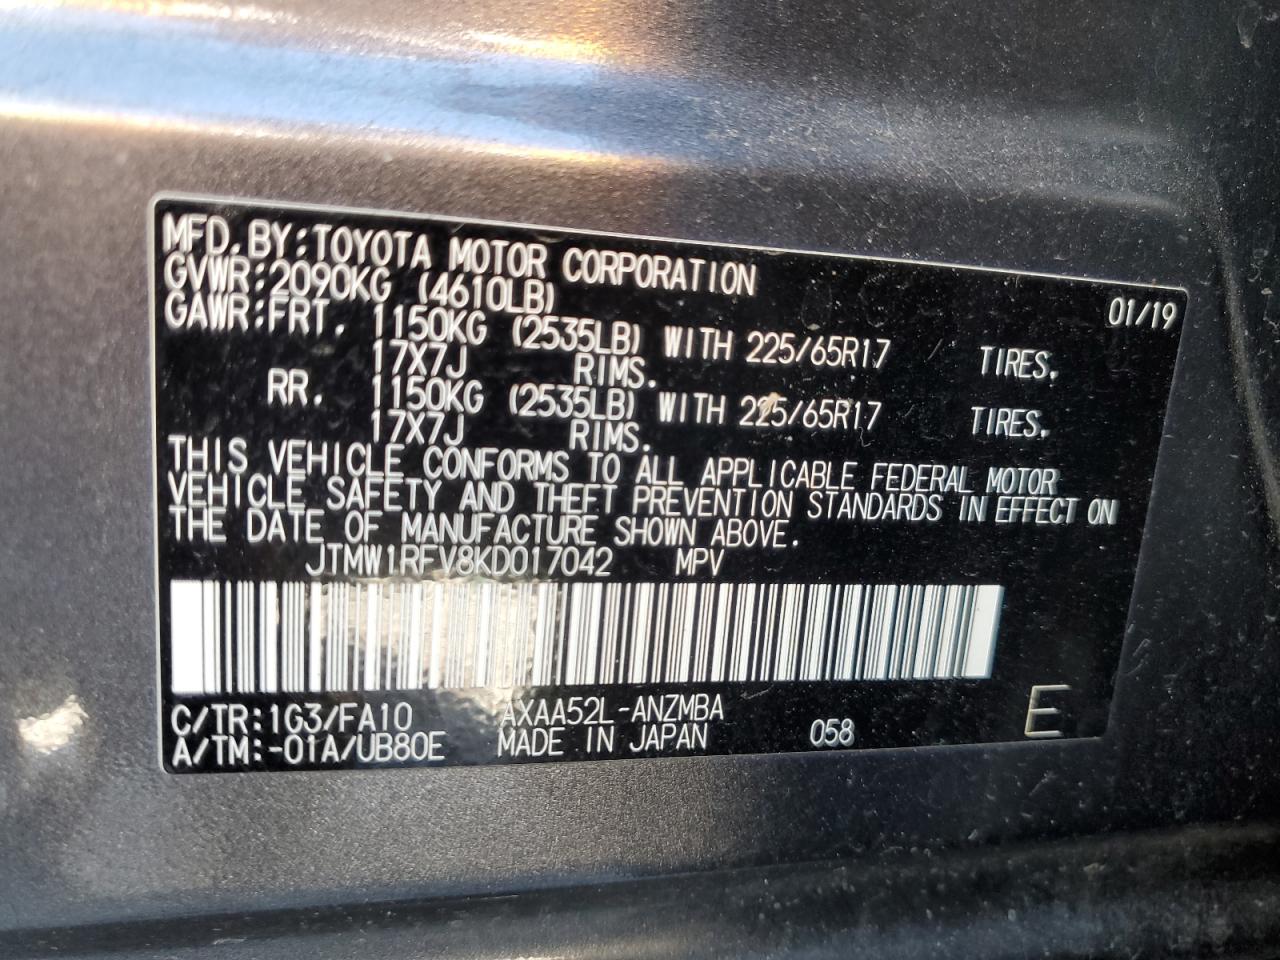 MFD. BY: TOYOTA MOTOR CORPORATION 01/19
GVWR: 2090KG (4610LB)
GAWR: FRT. 1150KG (2535LB) WITH 225/65R17 TIRES.
17X7J RIMS.
RR. 1150KG (2535LB) WITH 225/65R17 TIRES.
17X7J RIMS.
THIS VEHICLE CONFORMS TO ALL APPLICABLE FEDERAL MOTOR
VEHICLE SAFETY AND THEFT PREVENTION STANDARDS IN EFFECT ON
THE DATE OF MANUFACTURE SHOWN ABOVE.
JTMW1RFV8KD017042 MPV
C/TR: 1G3/FA10 AXAA52L-ANZMBA
A/TM: -01A/UB80E MADE IN JAPAN 058 E